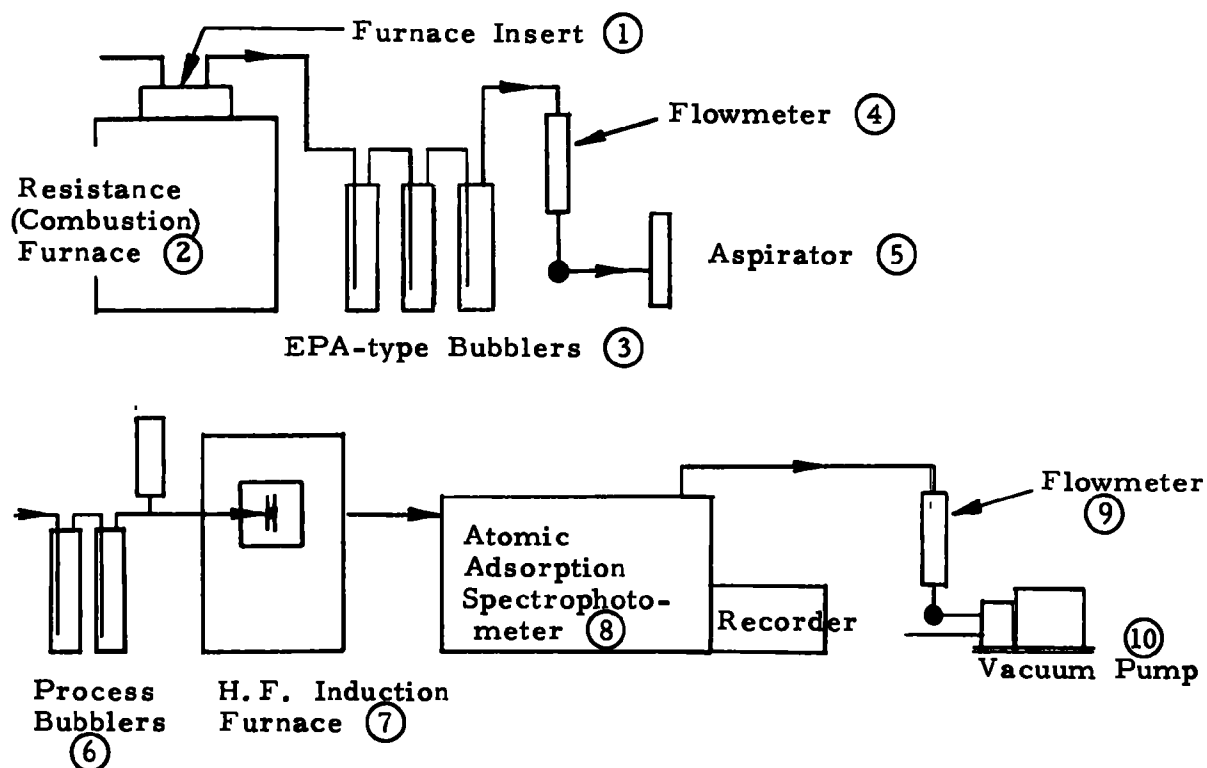 Furnace Insert ①
Flowmeter ④
Resistance
(Combustion)
Furnace ②
Aspirator ⑤
EPA-type Bubblers ③
Flowmeter
⑨
Atomic
Adsorption
Spectrophoto-
meter ⑧
Recorder
⑩
Vacuum Pump
Process
Bubblers
⑥
H. F. Induction
Furnace ⑦